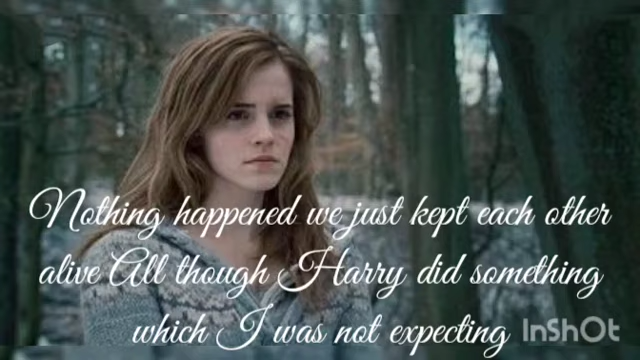 Nothing happened we just kept each other
alive All though Harry did something
which I was not expecting
InShOt